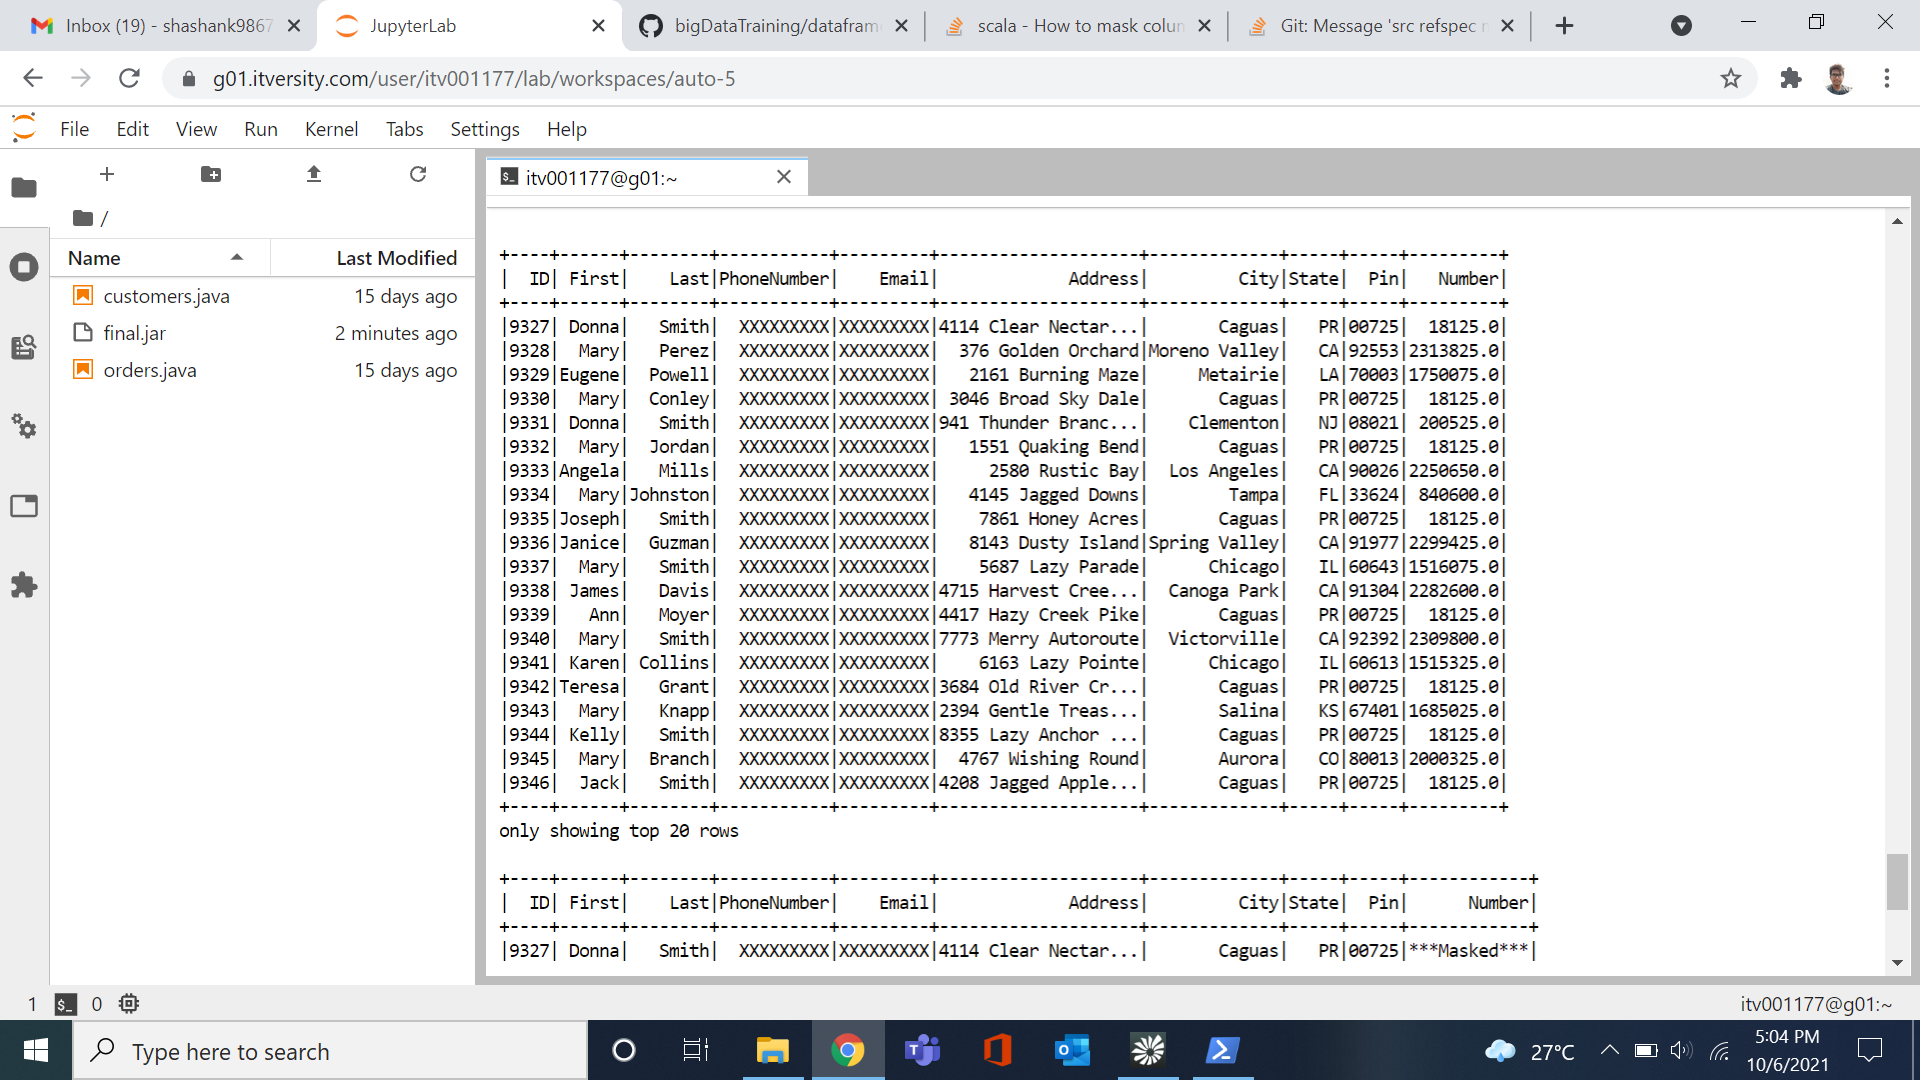 Inbox (19) - shashank9867
JupyterLab
bigDataTraining/datafram
scala - How to mask colu
Git: Message 'src refspec
g01.itversity.com/user/itv001177/lab/workspaces/auto-5
File Edit View Run Kernel Tabs Settings Help
itv001177@g01:~
/
Name Last Modified
customers.java 15 days ago
final.jar 2 minutes ago
orders.java 15 days ago
+----+------+--------+-----------+---------+--------------------+-------------+-----+-----+---------+
|  ID| First|    Last|PhoneNumber|    Email|             Address|         City|State|  Pin|   Number|
+----+------+--------+-----------+---------+--------------------+-------------+-----+-----+---------+
|9327| Donna|   Smith|  XXXXXXXXX|XXXXXXXXX|4114 Clear Nectar...|       Caguas|   PR|00725|  18125.0|
|9328|  Mary|   Perez|  XXXXXXXXX|XXXXXXXXX|  376 Golden Orchard|Moreno Valley|   CA|92553|2313825.0|
|9329|Eugene|  Powell|  XXXXXXXXX|XXXXXXXXX|   2161 Burning Maze|     Metairie|   LA|70003|1750075.0|
|9330|  Mary|  Conley|  XXXXXXXXX|XXXXXXXXX| 3046 Broad Sky Dale|       Caguas|   PR|00725|  18125.0|
|9331| Donna|   Smith|  XXXXXXXXX|XXXXXXXXX|941 Thunder Branc...|    Clementon|   NJ|08021| 200525.0|
|9332|  Mary|  Jordan|  XXXXXXXXX|XXXXXXXXX|   1551 Quaking Bend|       Caguas|   PR|00725|  18125.0|
|9333|Angela|   Mills|  XXXXXXXXX|XXXXXXXXX|     2580 Rustic Bay|  Los Angeles|   CA|90026|2250650.0|
|9334|  Mary|Johnston|  XXXXXXXXX|XXXXXXXXX|   4145 Jagged Downs|        Tampa|   FL|33624| 840600.0|
|9335|Joseph|   Smith|  XXXXXXXXX|XXXXXXXXX|    7861 Honey Acres|       Caguas|   PR|00725|  18125.0|
|9336|Janice|  Guzman|  XXXXXXXXX|XXXXXXXXX|   8143 Dusty Island|Spring Valley|   CA|91977|2299425.0|
|9337|  Mary|   Smith|  XXXXXXXXX|XXXXXXXXX|    5687 Lazy Parade|      Chicago|   IL|60643|1516075.0|
|9338| James|   Davis|  XXXXXXXXX|XXXXXXXXX|4715 Harvest Cree...|  Canoga Park|   CA|91304|2282600.0|
|9339|   Ann|   Moyer|  XXXXXXXXX|XXXXXXXXX|4417 Hazy Creek Pike|       Caguas|   PR|00725|  18125.0|
|9340|  Mary|   Smith|  XXXXXXXXX|XXXXXXXXX|7773 Merry Autoroute|  Victorville|   CA|92392|2309800.0|
|9341| Karen| Collins|  XXXXXXXXX|XXXXXXXXX|    6163 Lazy Pointe|      Chicago|   IL|60613|1515325.0|
|9342|Teresa|   Grant|  XXXXXXXXX|XXXXXXXXX|3684 Old River Cr...|       Caguas|   PR|00725|  18125.0|
|9343|  Mary|   Knapp|  XXXXXXXXX|XXXXXXXXX|2394 Gentle Treas...|       Salina|   KS|67401|1685025.0|
|9344| Kelly|   Smith|  XXXXXXXXX|XXXXXXXXX|8355 Lazy Anchor ...|       Caguas|   PR|00725|  18125.0|
|9345|  Mary|  Branch|  XXXXXXXXX|XXXXXXXXX|  4767 Wishing Round|       Aurora|   CO|80013|2000325.0|
|9346|  Jack|   Smith|  XXXXXXXXX|XXXXXXXXX|4208 Jagged Apple...|       Caguas|   PR|00725|  18125.0|
+----+------+--------+-----------+---------+--------------------+-------------+-----+-----+---------+
only showing top 20 rows
+----+------+--------+-----------+---------+--------------------+-------------+-----+-----+------------+
|  ID| First|    Last|PhoneNumber|    Email|             Address|         City|State|  Pin|      Number|
+----+------+--------+-----------+---------+--------------------+-------------+-----+-----+------------+
|9327| Donna|   Smith|  XXXXXXXXX|XXXXXXXXX|4114 Clear Nectar...|       Caguas|   PR|00725|***Masked***|
1 $_ 0
itv001177@g01:~
Type here to search
27°C
5:04 PM
10/6/2021